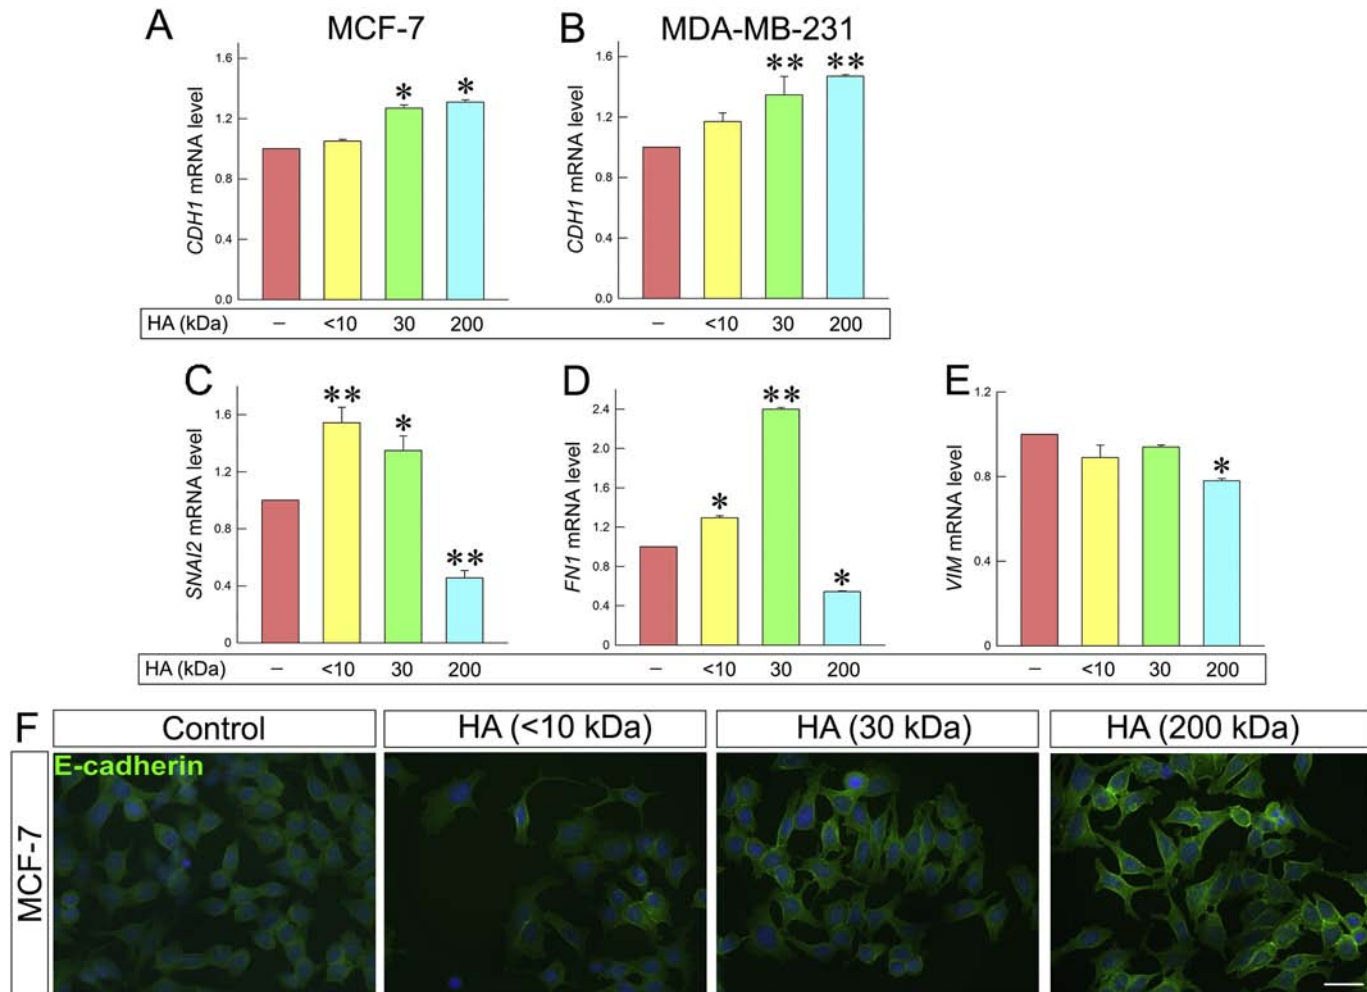 A MCF-7
B MDA-MB-231
CDH1 mRNA level
1.6
1.2
0.8
0.4
0.0
* *
CDH1 mRNA level
1.6
1.2
0.8
0.4
0.0
** **
HA (kDa) – <10 30 200 – <10 30 200
C
SNAI2 mRNA level
1.6
1.2
0.8
0.4
0
** * **
D
FN1 mRNA level
2.4
2.0
1.6
1.2
0.8
0.4
0
* ** *
E
VIM mRNA level
1.2
0.8
0.4
0
*
HA (kDa) – <10 30 200 – <10 30 200 – <10 30 200
F Control HA (<10 kDa) HA (30 kDa) HA (200 kDa)
E-cadherin
MCF-7